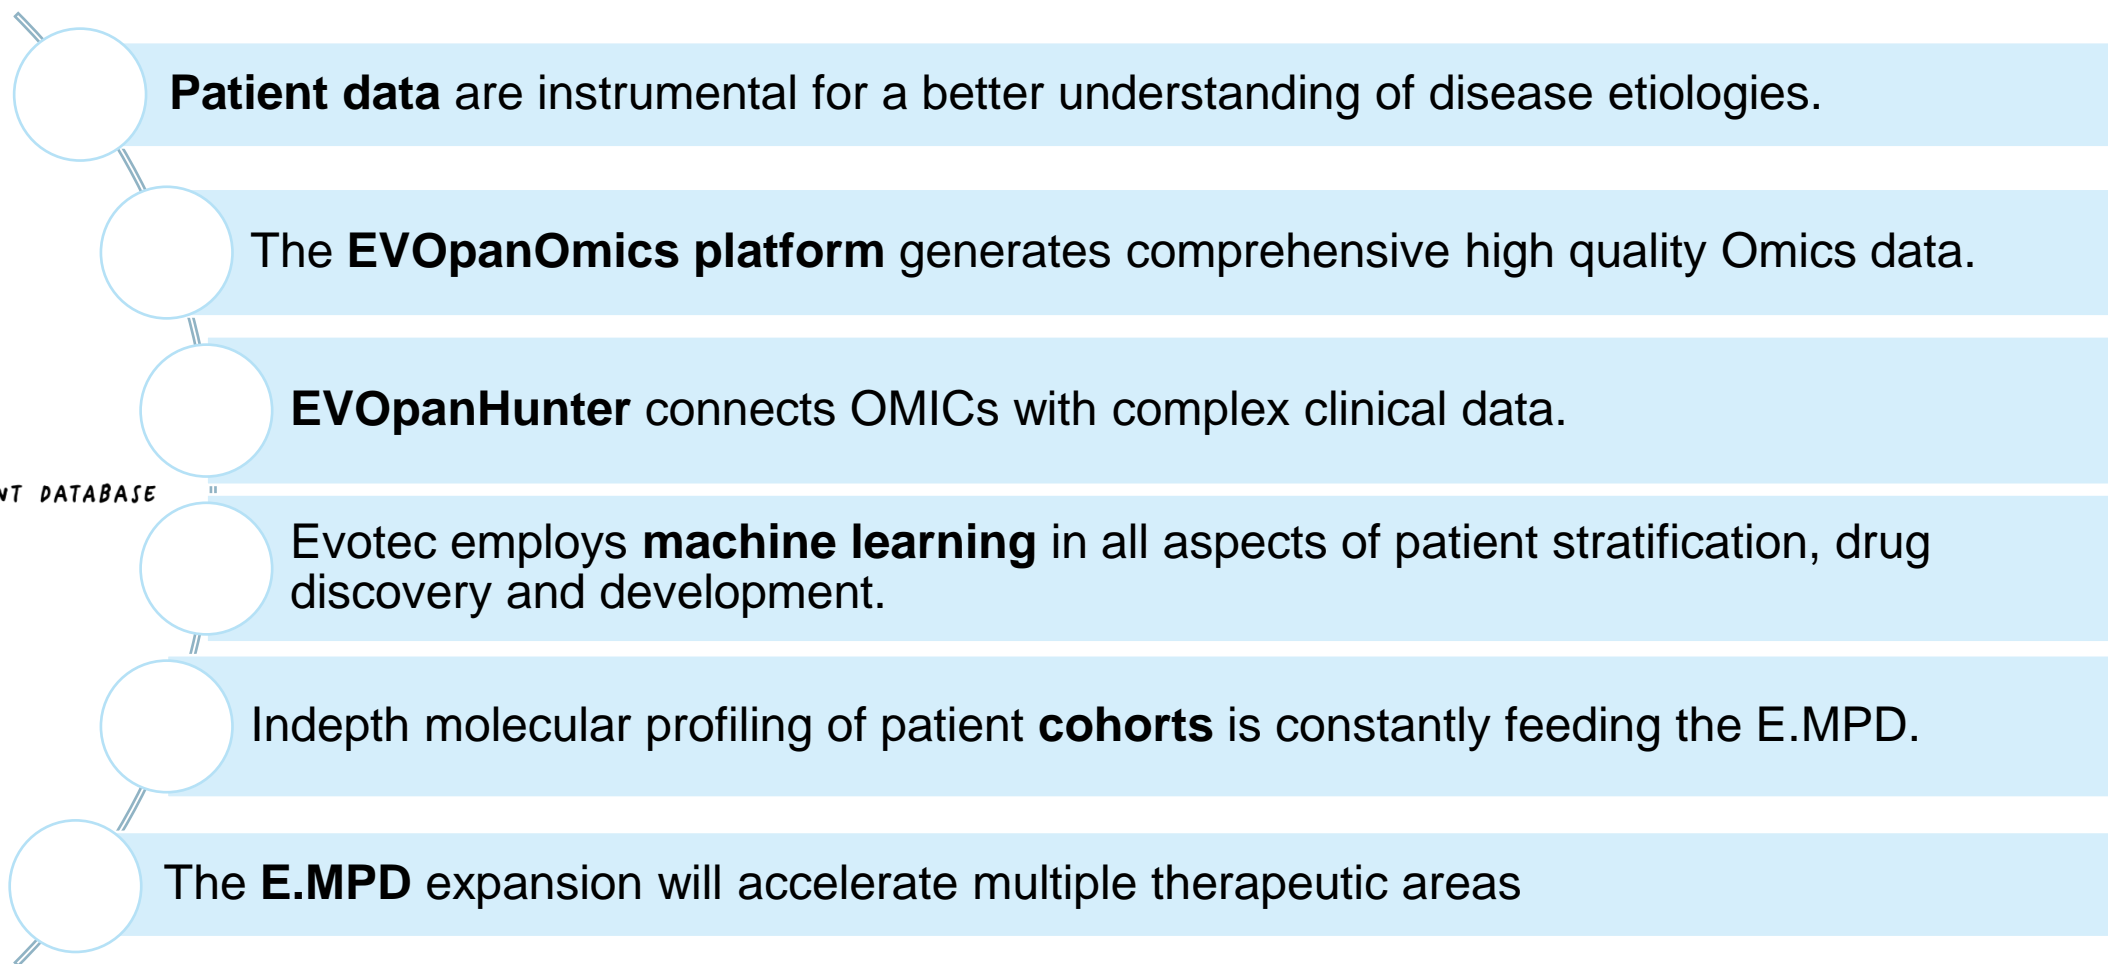 Patient data are instrumental for a better understanding of disease etiologies.
The EVOpanOmics platform generates comprehensive high quality Omics data.
EVOpanHunter connects OMICs with complex clinical data.
DATABASE
Evotec employs machine learning in all aspects of patient stratification, drug
discovery and development.
Indepth molecular profiling of patient cohorts is constantly feeding the E.MPD.
The E.MPD expansion will accelerate multiple therapeutic areas